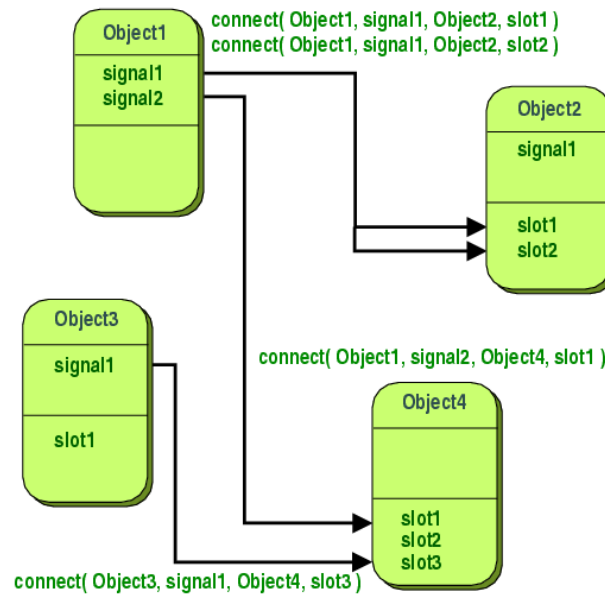 connect( Object1, signal1, Object2, slot1 )
connect( Object1, signal1, Object2, slot2 )
Object1
signal1
signal2
Object2
signal1
slot1
slot2
Object3
signal1
slot1
connect( Object1, signal2, Object4, slot1 )
Object4
slot1
slot2
slot3
connect( Object3, signal1, Object4, slot3 )